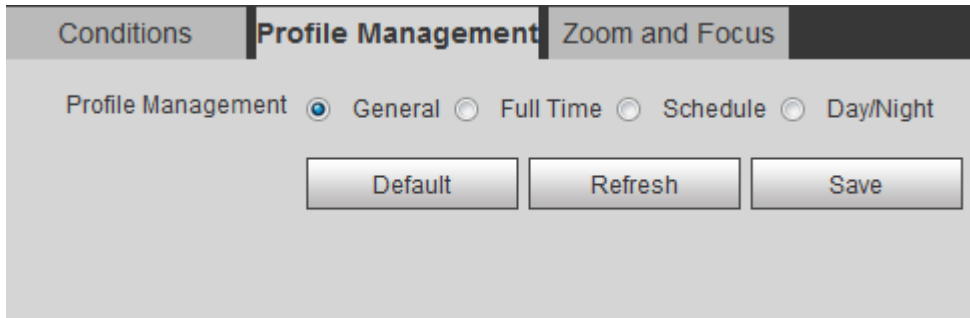 Conditions Profile Management Zoom and Focus
Profile Management General Full Time Schedule Day/Night
Default Refresh Save